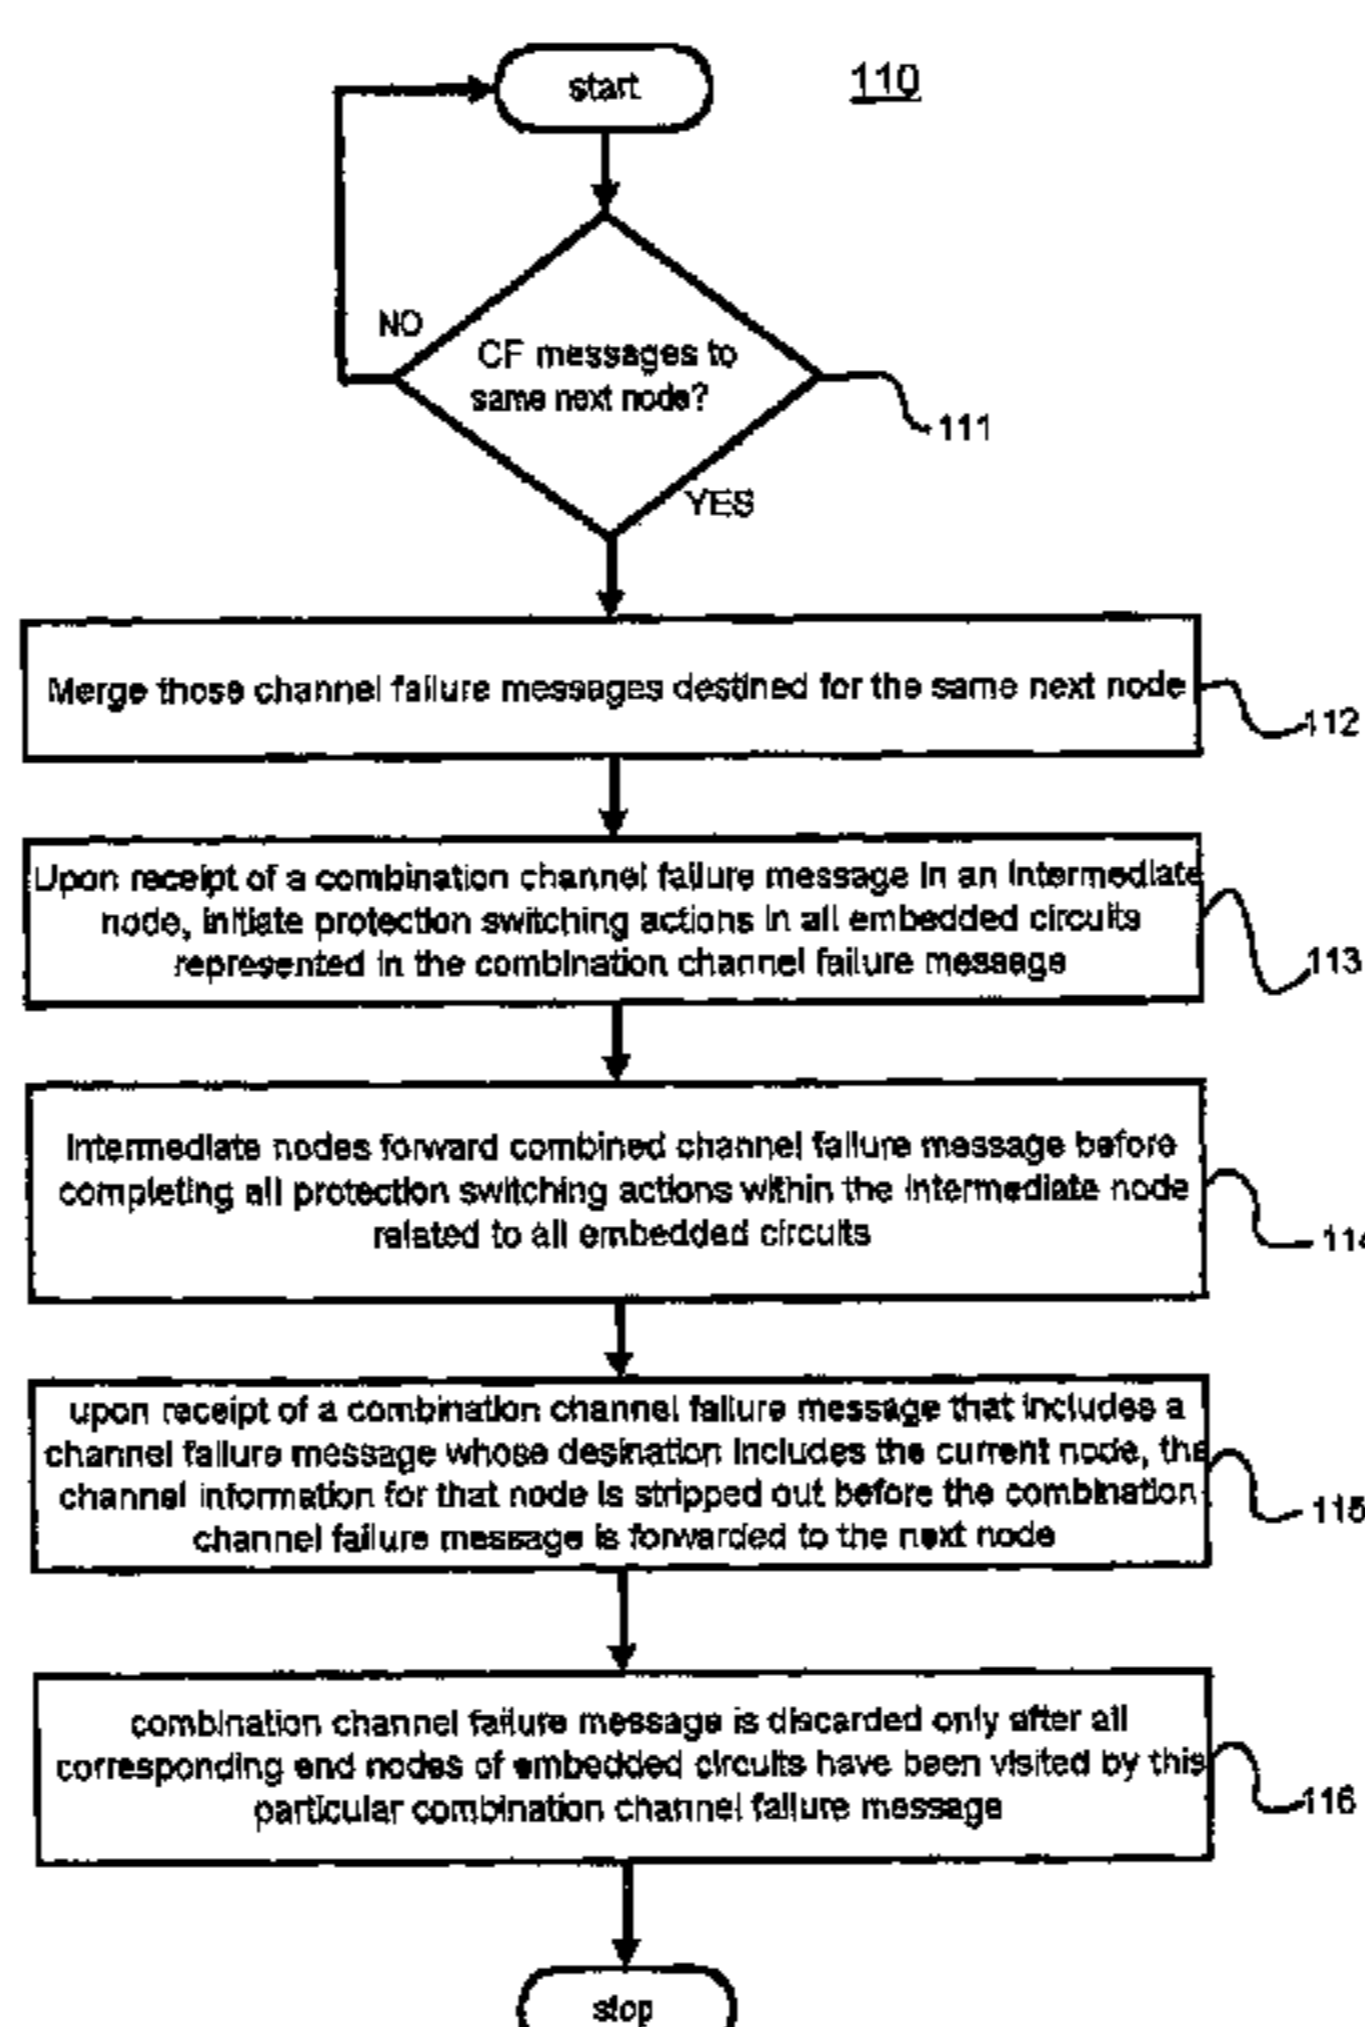 start
110
NO
CF messages to
same next node?
111
YES
Merge those channel failure messages destined for the same next node
112
Upon receipt of a combination channel failure message in an intermediate
node, initiate protection switching actions in all embedded circuits
represented in the combination channel failure message
113
Intermediate nodes forward combined channel failure message before
completing all protection switching actions within the intermediate node
related to all embedded circuits
114
upon receipt of a combination channel failure message that includes a
channel failure message whose desination includes the current node, the
channel information for that node is stripped out before the combination
channel failure message is forwarded to the next node
115
combination channel failure message is discarded only after all
corresponding end nodes of embedded circuits have been visited by this
particular combination channel failure message
116
stop